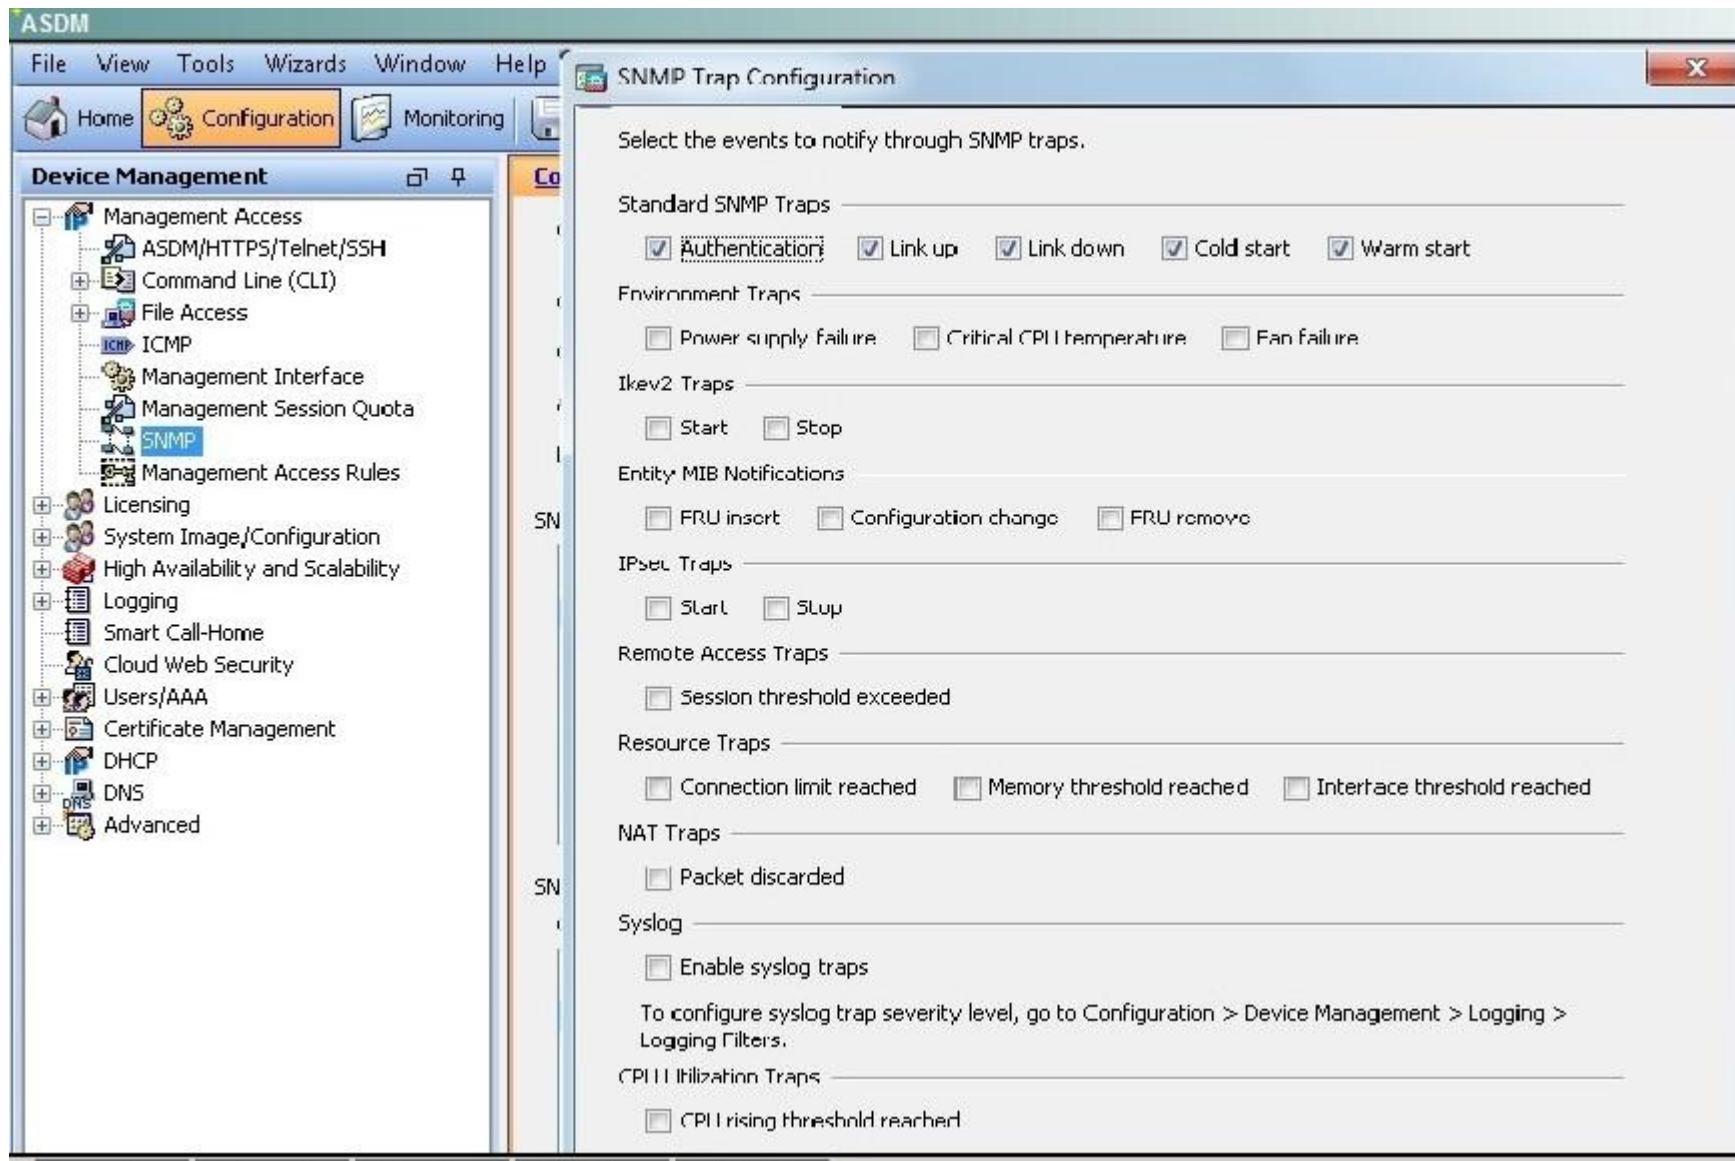 ASDM
File View Tools Wizards Window Help
Home Configuration Monitoring
Device Management
Management Access
ASDM/HTTPS/Telnet/SSH
Command Line (CLI)
File Access
ICMP ICMP
Management Interface
Management Session Quota
SNMP
Management Access Rules
Licensing
System Image/Configuration
High Availability and Scalability
Logging
Smart Call-Home
Cloud Web Security
Users/AAA
Certificate Management
DHCP
DNS DNS
Advanced
Co
SN
SN
SNMP Trap Configuration
Select the events to notify through SNMP traps.
Standard SNMP Traps
Authentication Link up Link down Cold start Warm start
Environment Traps
Power supply failure Critical CPU temperature Fan failure
Ikev2 Traps
Start Stop
Entity MIB Notifications
FRU insert Configuration change FRU remove
IPsec Traps
Start Stop
Remote Access Traps
Session threshold exceeded
Resource Traps
Connection limit reached Memory threshold reached Interface threshold reached
NAT Traps
Packet discarded
Syslog
Enable syslog traps
To configure syslog trap severity level, go to Configuration > Device Management > Logging >
Logging Filters.
CPU Utilization Traps
CPU rising threshold reached